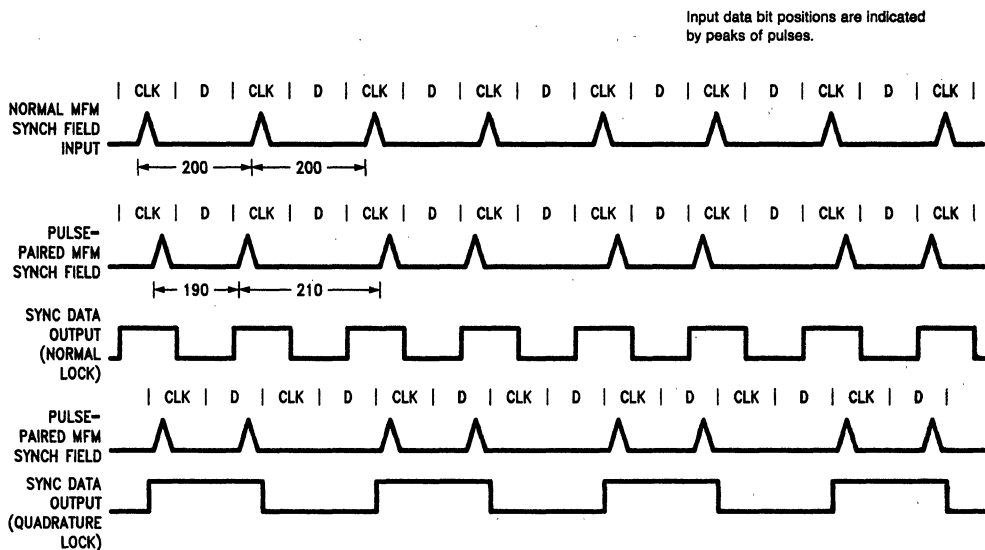 Input data bit positions are indicated
by peaks of pulses.
| CLK | D | CLK | D | CLK | D | CLK | D | CLK | D | CLK | D | CLK | D | CLK |
NORMAL MFM
SYNCH FIELD
INPUT
200 200
| CLK | D | CLK | D | CLK | D | CLK | D | CLK | D | CLK | D | CLK | D | CLK |
PULSE-
PAIRED MFM
SYNCH FIELD
190 210
SYNC DATA
OUTPUT
(NORMAL
LOCK)
| CLK | D | CLK | D | CLK | D | CLK | D | CLK | D | CLK | D | CLK | D |
PULSE-
PAIRED MFM
SYNCH FIELD
SYNC DATA
OUTPUT
(QUADRATURE
LOCK)